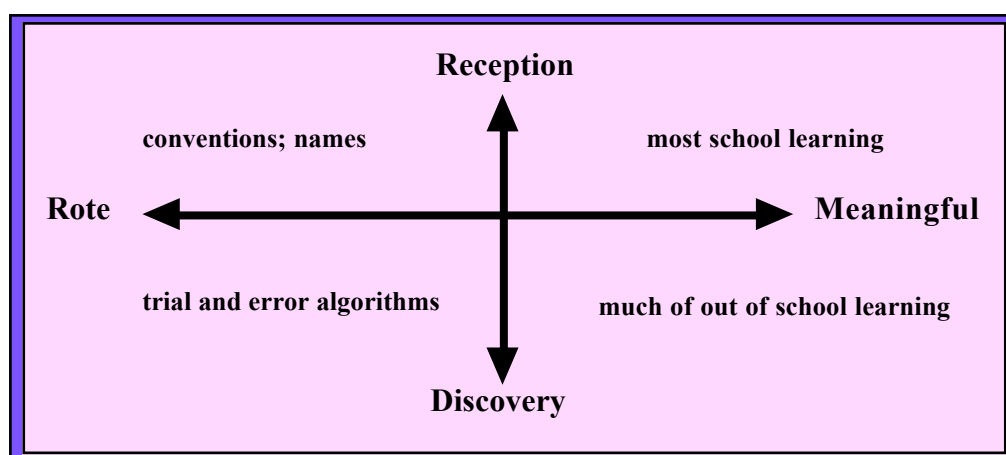 Reception
conventions; names
most school learning
Rote
Meaningful
trial and error algorithms
much of out of school learning
Discovery